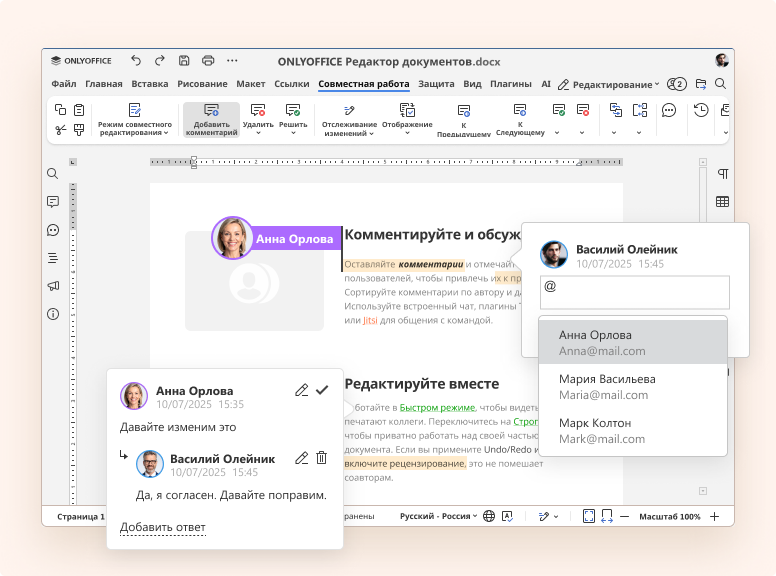 ONLYOFFICE
ONLYOFFICE Редактор документов.docx
Файл Главная Вставка Рисование Макет Ссылки Совместная работа Защита Вид Плагины AI Редактирование 2
Режим совместного редактирования
Добавить комментарий
Удалить
Решить
Отслеживание изменений
Отображение
К Предыдущему
К Следующему
Анна Орлова
Комментируйте и обсуж
Оставляйте комментарии и отмечайт
пользователей, чтобы привлечь их к пр
Сортируйте комментарии по автору и да
Используйте встроенный чат, плагины
или Jitsi для общения с командой.
Василий Олейник
10/07/2025 15:45
@
Анна Орлова
Anna@mail.com
Мария Васильева
Maria@mail.com
Марк Колтон
Mark@mail.com
Редактируйте вместе
ботайте в Быстром режиме, чтобы видеть
печатают коллеги. Переключитесь на Строг
чтобы приватно работать над своей частью
документа. Если вы примените Undo/Redo и
включите рецензирование, это не помешает
соавторам.
Анна Орлова
10/07/2025 15:35
Давайте изменим это
Василий Олейник
10/07/2025 15:45
Да, я согласен. Давайте поправим.
Добавить ответ
Страница 1
ранены
Русский - Россия
Масштаб 100%